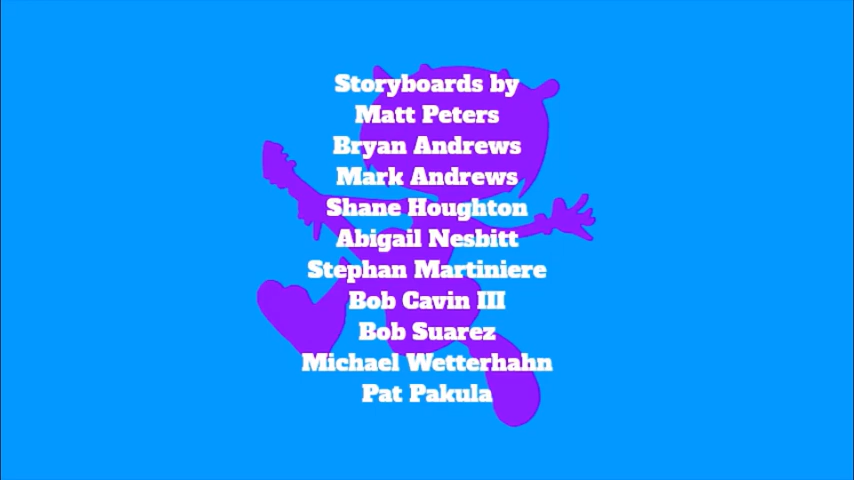 Storyboards by
Matt Peters
Bryan Andrews
Mark Andrews
Shane Houghton
Abigail Nesbitt
Stephan Martiniere
Bob Cavin III
Bob Suarez
Michael Wetterhahn
Pat Pakula